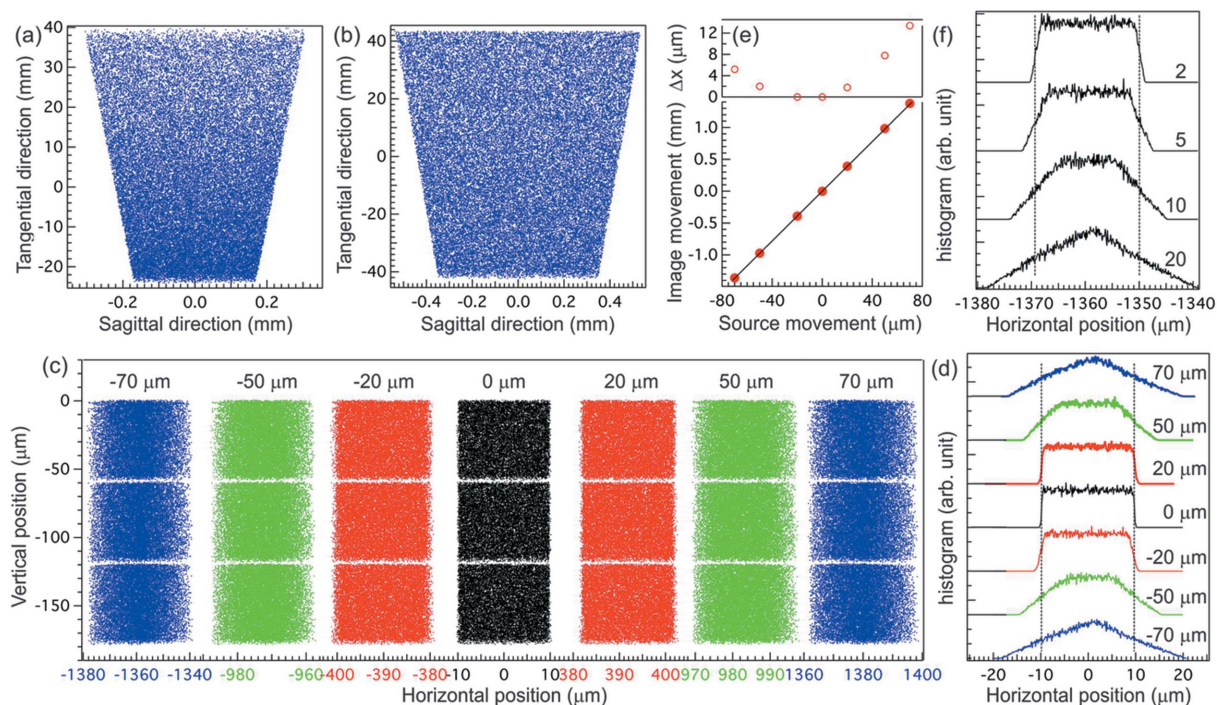 (a)
40
30
20
10
0
-10
-20
Tangential direction (mm)
-0.2
0.0
0.2
Sagittal direction (mm)
(b)
40
20
0
-20
-40
Tangential direction (mm)
-0.4
-0.2
0.0
0.2
0.4
Sagittal direction (mm)
(e)
12
8
4
0
Δx (μm)
1.0
0.5
0.0
-0.5
-1.0
Image movement (mm)
-80
-40
0
40
80
Source movement (μm)
(f)
2
5
10
20
histogram (arb. unit)
-1380
-1370
-1360
-1350
-1340
Horizontal position (μm)
(c)
-70 μm
-50 μm
-20 μm
0 μm
20 μm
50 μm
70 μm
0
-50
-100
-150
Vertical position (μm)
-1380
-1360
-1340
-980
-960
-400
-390
-380
-10
0
10
380
390
400
970
980
990
1360
1380
1400
Horizontal position (μm)
(d)
70 μm
50 μm
20 μm
0 μm
-20 μm
-50 μm
-70 μm
histogram (arb. unit)
-20
-10
0
10
20
Horizontal position (μm)